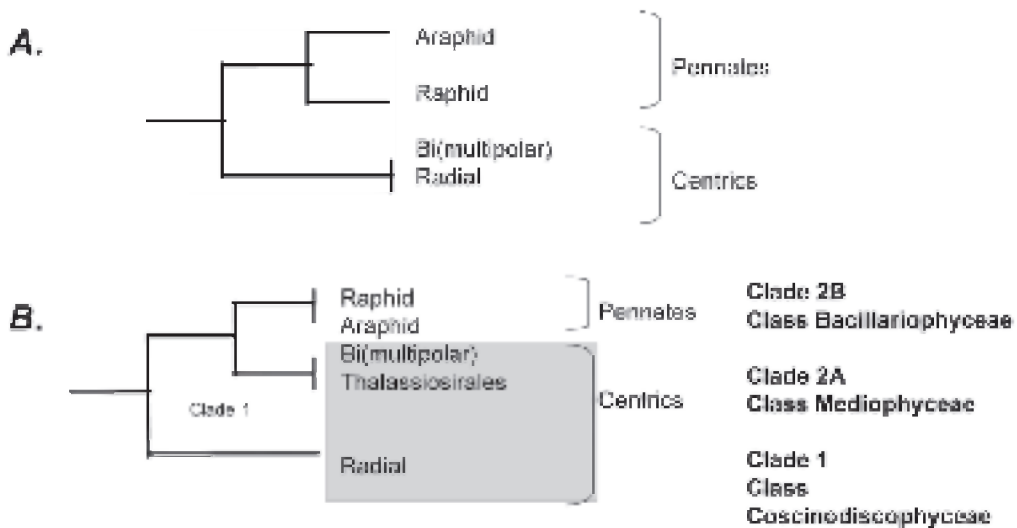 A.
Araphid
Pennates
Raphid
Bi(multipolar)
Radial
Centrics
B.
Raphid
Araphid
Pennates
Clade 2B
Class Bacillariophyceae
Bi(multipolar)
Thalassiosirales
Centrics
Clade 2A
Class Mediophyceae
Clade 1
Radial
Clade 1
Class
Coscinodiscophyceae